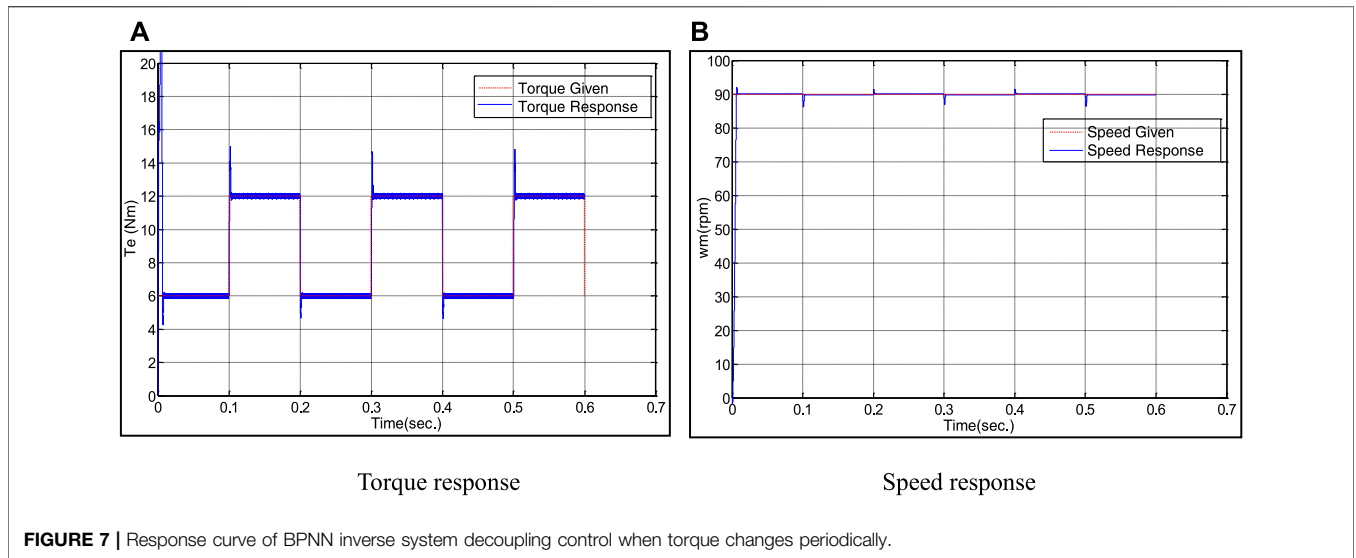 A
20
18
16
14
12
10
8
6
4
2
0
Te (Nm)
Torque Given
Torque Response
0 0.1 0.2 0.3 0.4 0.5 0.6 0.7
Time(sec.)
Torque response
B
100
90
80
70
60
50
40
30
20
10
0
wm(rpm)
Speed Given
Speed Response
0 0.1 0.2 0.3 0.4 0.5 0.6 0.7
Time(sec.)
Speed response
FIGURE 7 | Response curve of BPNN inverse system decoupling control when torque changes periodically.